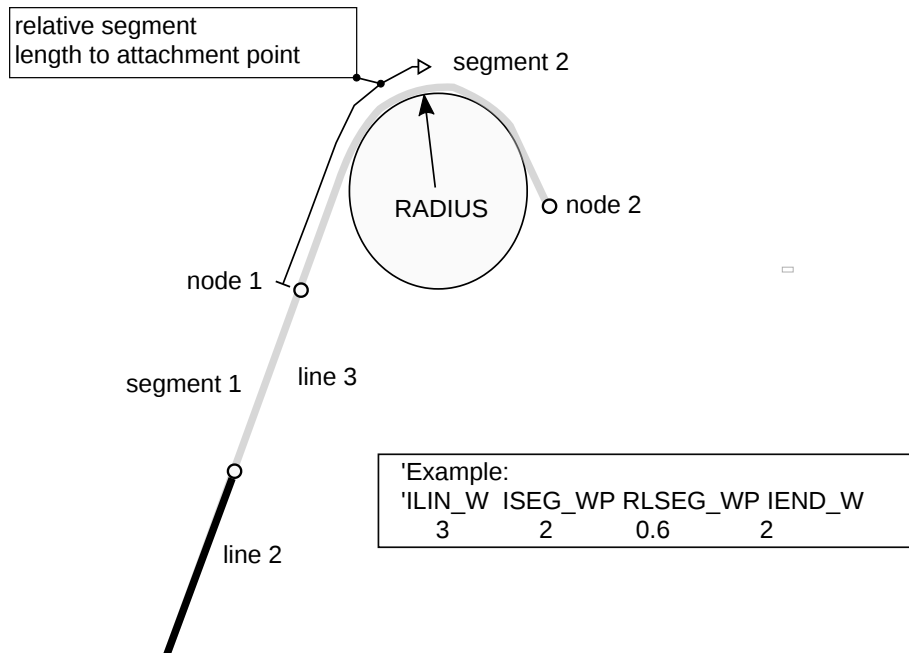 relative segment
length to attachment point
segment 2
RADIUS
node 2
node 1
segment 1
line 3
'Example:
'ILIN_W ISEG_WP RLSEG_WP IEND_W
3 2 0.6 2
line 2